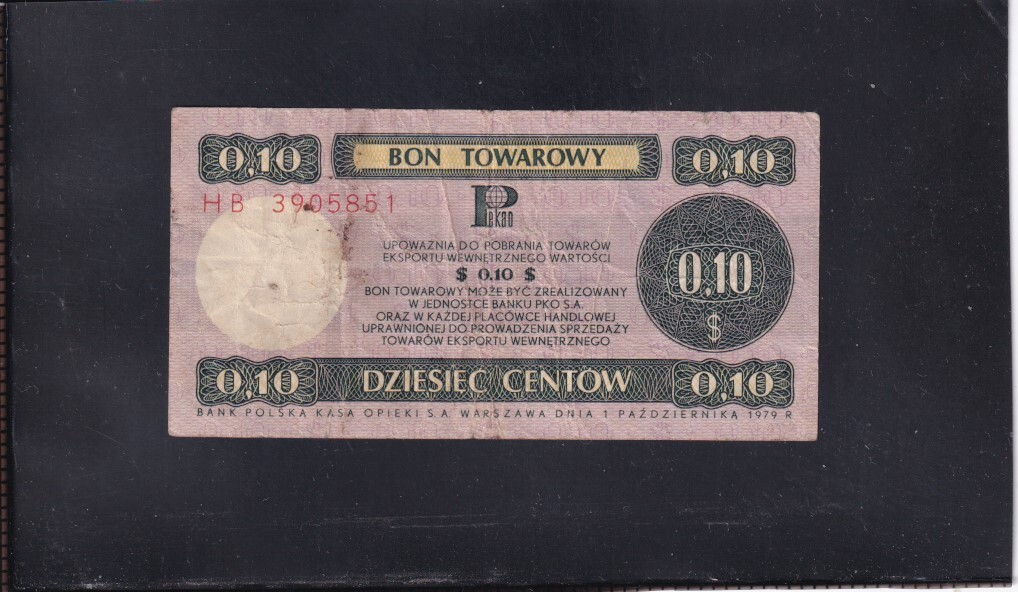 0,10 BON TOWAROWY 0,10
HB 3905851
Pekao
UPOWAŻNIA DO POBRANIA TOWARÓW
EKSPORTU WEWNĘTRZNEGO WARTOŚCI
$ 0.10 $
BON TOWAROWY MOŻE BYĆ ZREALIZOWANY
W JEDNOSTCE BANKU PKO S.A.
ORAZ W KAŻDEJ PLACÓWCE HANDLOWEJ
UPRAWNIONEJ DO PROWADZENIA SPRZEDAŻY
TOWARÓW EKSPORTU WEWNĘTRZNEGO
0,10
$
0,10 DZIESIĘĆ CENTÓW 0,10
BANK POLSKA KASA OPIEKI S.A. WARSZAWA DNIA 1 PAŹDZIERNIKA 1979 R